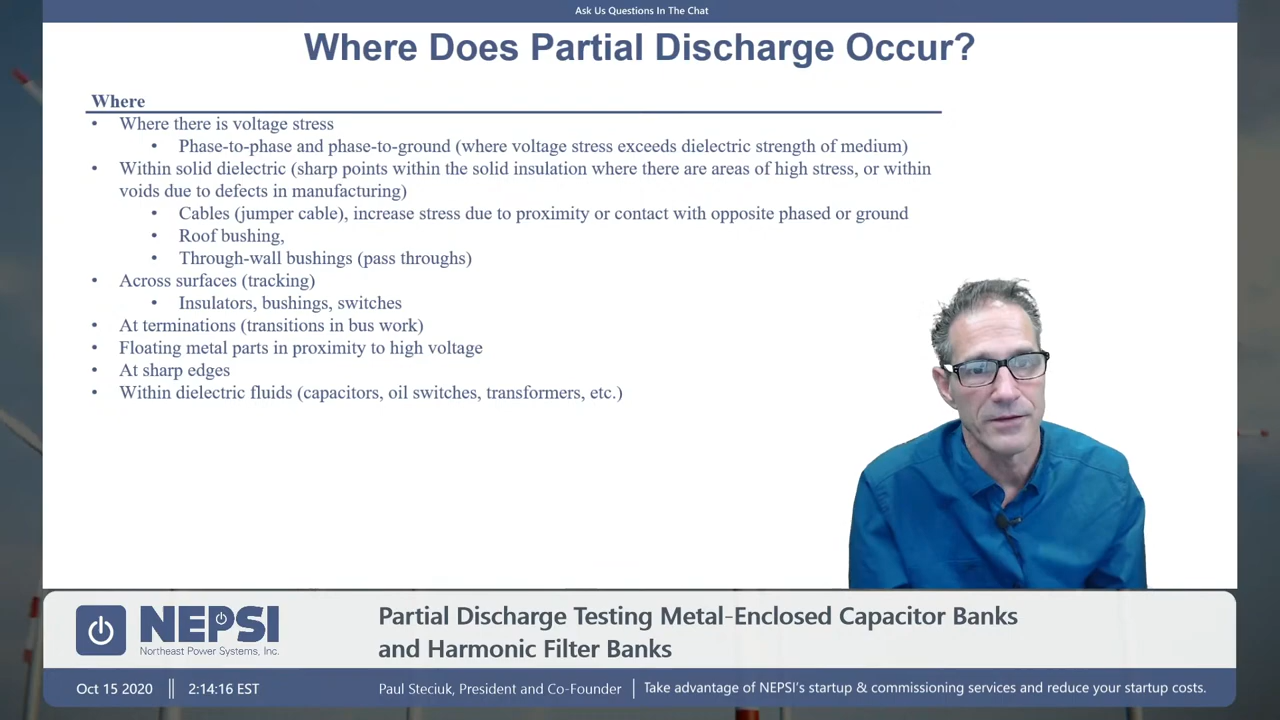 Ask Us Questions In The Chat
Where Does Partial Discharge Occur?
Where
• Where there is voltage stress
• Phase-to-phase and phase-to-ground (where voltage stress exceeds dielectric strength of medium)
• Within solid dielectric (sharp points within the solid insulation where there are areas of high stress, or within
voids due to defects in manufacturing)
• Cables (jumper cable), increase stress due to proximity or contact with opposite phased or ground
• Roof bushing,
• Through-wall bushings (pass throughs)
• Across surfaces (tracking)
• Insulators, bushings, switches
• At terminations (transitions in bus work)
• Floating metal parts in proximity to high voltage
• At sharp edges
• Within dielectric fluids (capacitors, oil switches, transformers, etc.)
NEPSI
Northeast Power Systems, Inc.
Partial Discharge Testing Metal-Enclosed Capacitor Banks
and Harmonic Filter Banks
Oct 15 2020 2:14:16 EST
Paul Steciuk, President and Co-Founder
Take advantage of NEPSI's startup & commissioning services and reduce your startup costs.